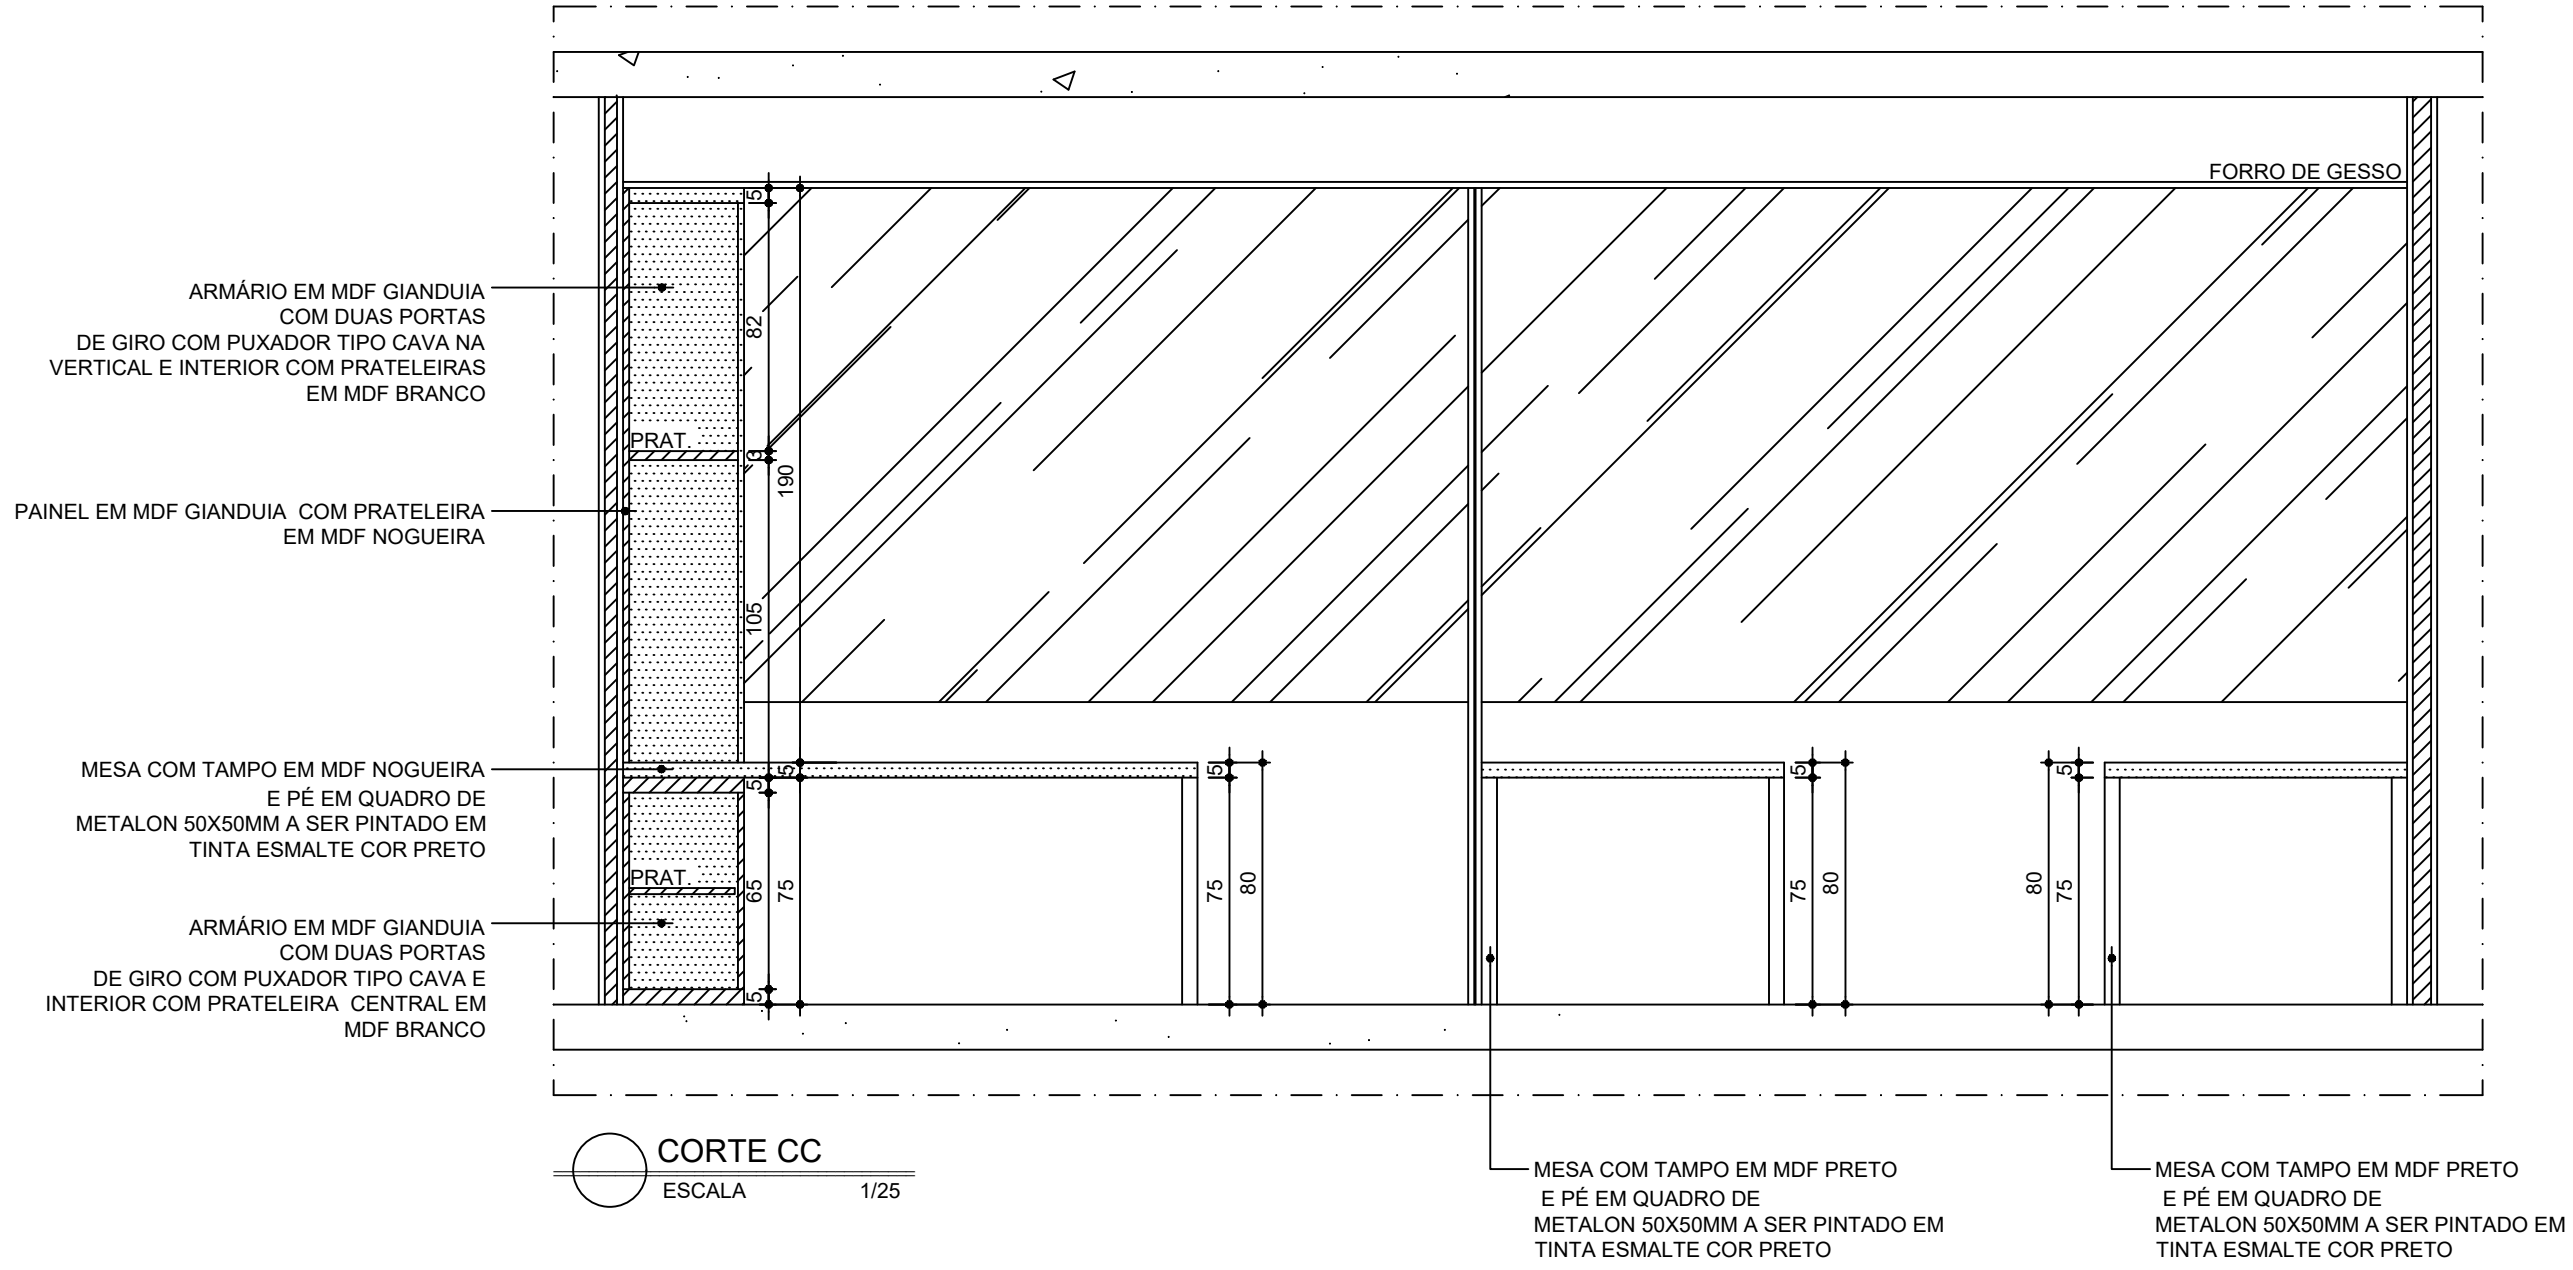 FORRO DE GESSO
ARMÁRIO EM MDF GIANDUIA
COM DUAS PORTAS
DE GIRO COM PUXADOR TIPO CAVA NA
VERTICAL E INTERIOR COM PRATELEIRAS
EM MDF BRANCO
PAINEL EM MDF GIANDUIA COM PRATELEIRA
EM MDF NOGUEIRA
MESA COM TAMPO EM MDF NOGUEIRA
E PÉ EM QUADRO DE
METALON 50X50MM A SER PINTADO EM
TINTA ESMALTE COR PRETO
ARMÁRIO EM MDF GIANDUIA
COM DUAS PORTAS
DE GIRO COM PUXADOR TIPO CAVA E
INTERIOR COM PRATELEIRA CENTRAL EM
MDF BRANCO
PRAT.
PRAT.
5
82
3
105
5
65
5
190
5
75
5
75
80
5
75
80
5
80
75
CORTE CC
ESCALA 1/25
MESA COM TAMPO EM MDF PRETO
E PÉ EM QUADRO DE
METALON 50X50MM A SER PINTADO EM
TINTA ESMALTE COR PRETO
MESA COM TAMPO EM MDF PRETO
E PÉ EM QUADRO DE
METALON 50X50MM A SER PINTADO EM
TINTA ESMALTE COR PRETO